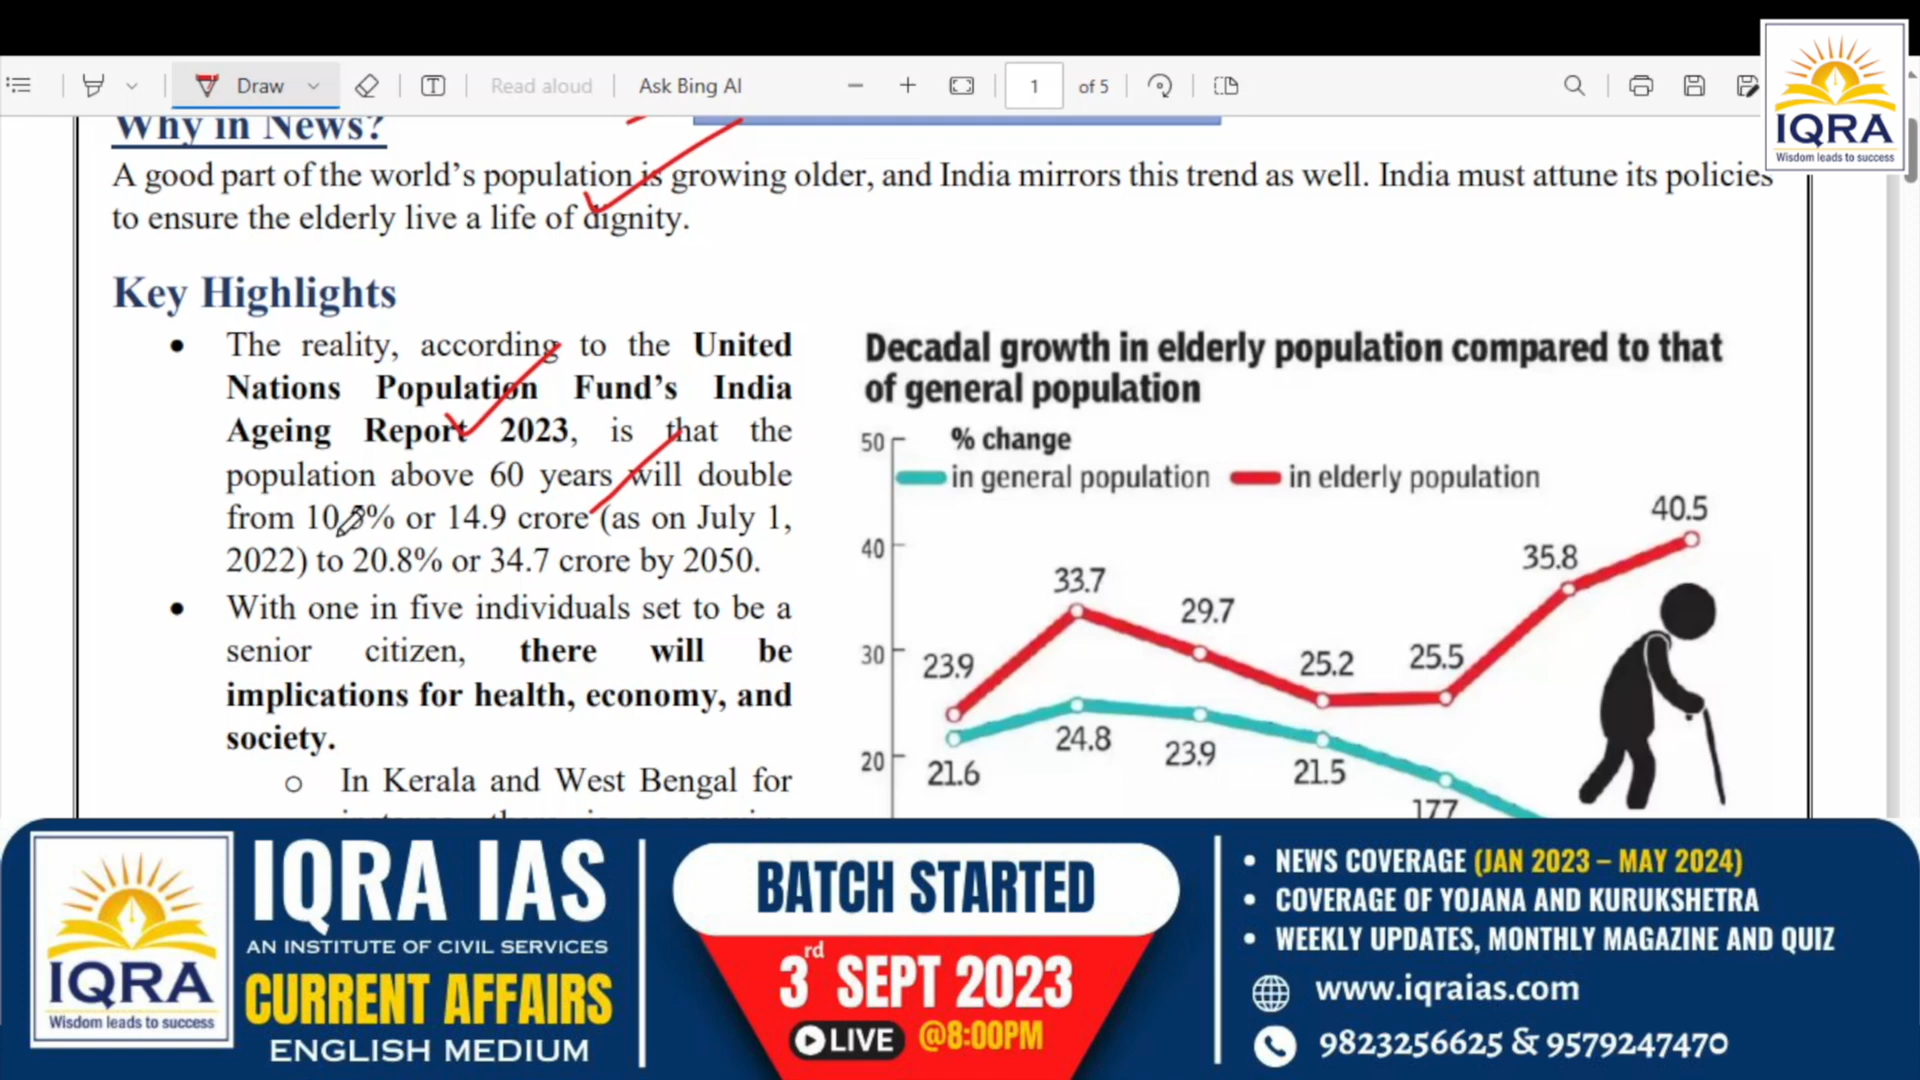 Draw
Read aloud
Ask Bing AI
1
of 5
IQRA
Wisdom leads to success
Why in News?
A good part of the world's population is growing older, and India mirrors this trend as well. India must attune its policies
to ensure the elderly live a life of dignity.
Key Highlights
• The reality, according to the United
Nations Population Fund's India
Ageing Report 2023, is that the
population above 60 years will double
from 10.5% or 14.9 crore (as on July 1,
2022) to 20.8% or 34.7 crore by 2050.
• With one in five individuals set to be a
senior citizen, there will be
implications for health, economy, and
society.
o In Kerala and West Bengal for
Decadal growth in elderly population compared to that
of general population
50
% change
in general population
in elderly population
40.5
40
35.8
33.7
29.7
30
23.9
25.2
25.5
24.8
23.9
20
21.6
21.5
177
IQRA
Wisdom leads to success
IQRA IAS
AN INSTITUTE OF CIVIL SERVICES
CURRENT AFFAIRS
ENGLISH MEDIUM
BATCH STARTED
3rd SEPT 2023
LIVE @8:00PM
• NEWS COVERAGE (JAN 2023 – MAY 2024)
• COVERAGE OF YOJANA AND KURUKSHETRA
• WEEKLY UPDATES, MONTHLY MAGAZINE AND QUIZ
www.iqraias.com
9823256625 & 9579247470